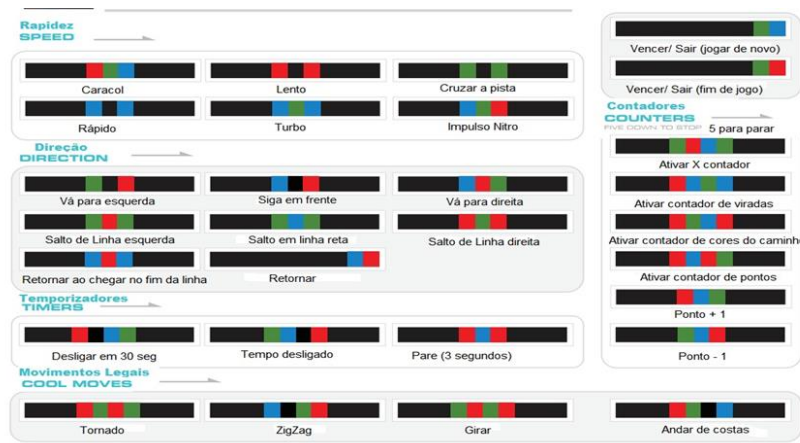 Rapidez
SPEED
Caracol
Lento
Cruzar a pista
Rápido
Turbo
Impulso Nitro
Direção
DIRECTION
Vá para esquerda
Siga em frente
Vá para direita
Salto de Linha esquerda
Salto em linha reta
Salto de Linha direita
Retornar ao chegar no fim da linha
Retornar
Temporizadores
TIMERS
Desligar em 30 seg
Tempo desligado
Pare (3 segundos)
Movimentos Legais
COOL MOVES
Tornado
ZigZag
Girar
Andar de costas
Vencer/ Sair (jogar de novo)
Vencer/ Sair (fim de jogo)
Contadores
COUNTERS
FIVE DOWN TO STOP 5 para parar
Ativar X contador
Ativar contador de viradas
Ativar contador de cores do caminho
Ativar contador de pontos
Ponto + 1
Ponto - 1